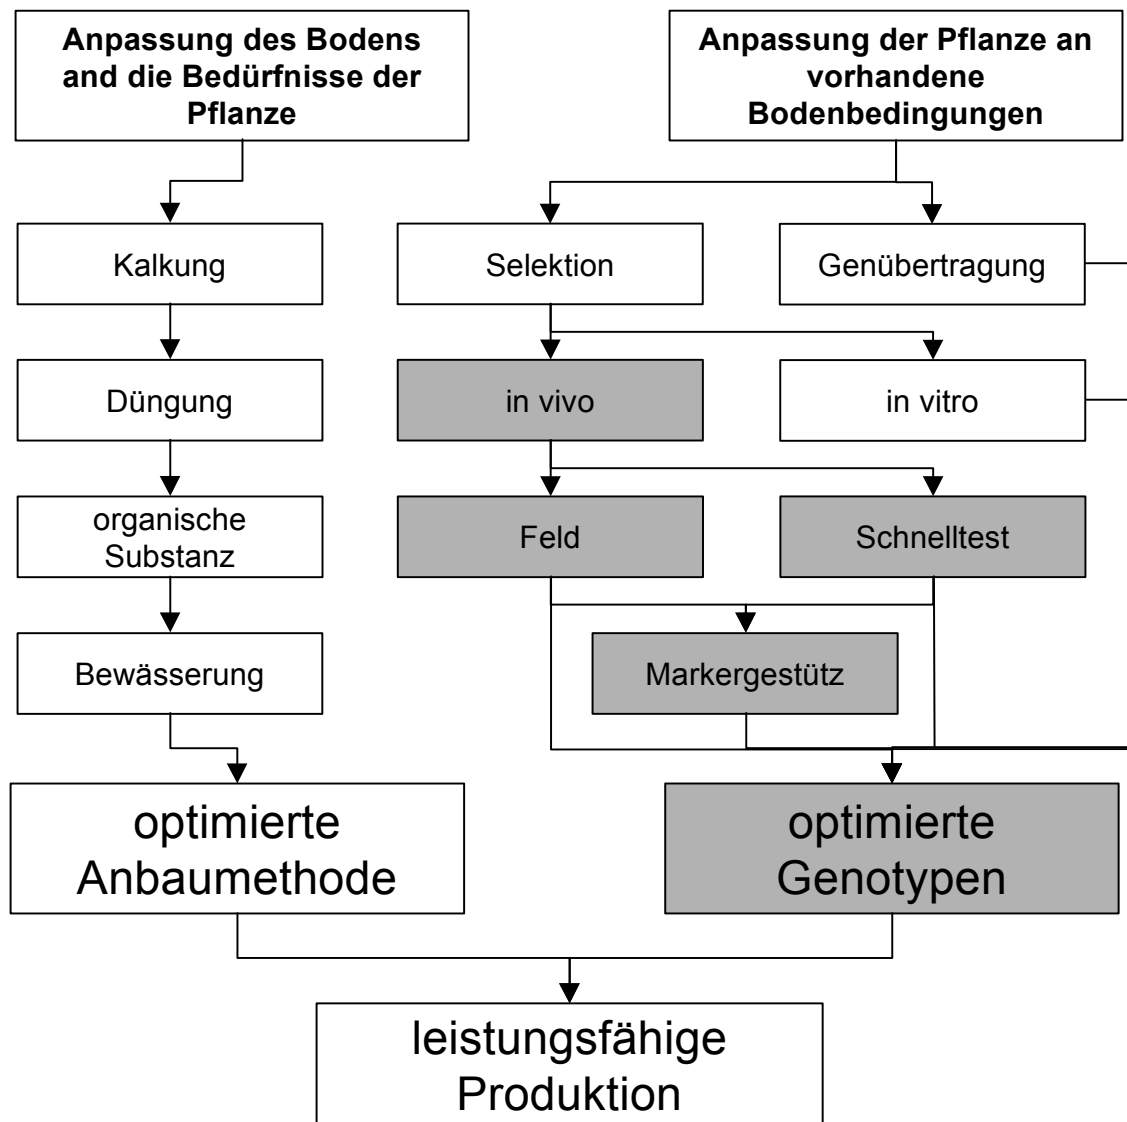 Anpassung des Bodens
and die Bedürfnisse der
Pflanze
Anpassung der Pflanze an
vorhandene
Bodenbedingungen
Kalkung
Selektion
Genübertragung
Düngung
in vivo
in vitro
organische
Substanz
Feld
Schnelltest
Bewässerung
Markergestütz
optimierte
Anbaumethode
optimierte
Genotypen
leistungsfähige
Produktion